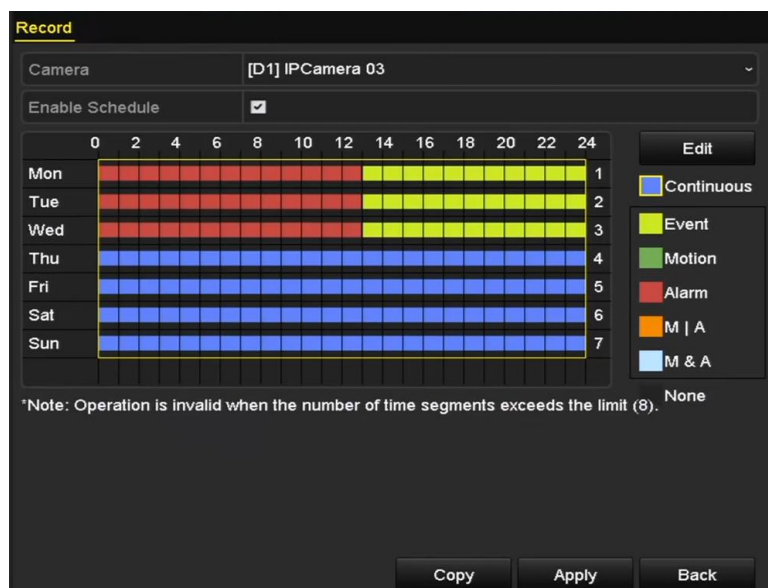 Record
Camera [D1] IPCamera 03
Enable Schedule
0 2 4 6 8 10 12 14 16 18 20 22 24
Edit
Mon 1
Continuous
Tue 2
Wed 3
Event
Thu 4
Motion
Fri 5
Alarm
Sat 6
M | A
Sun 7
M & A
None
*Note: Operation is invalid when the number of time segments exceeds the limit (8).
Copy Apply Back